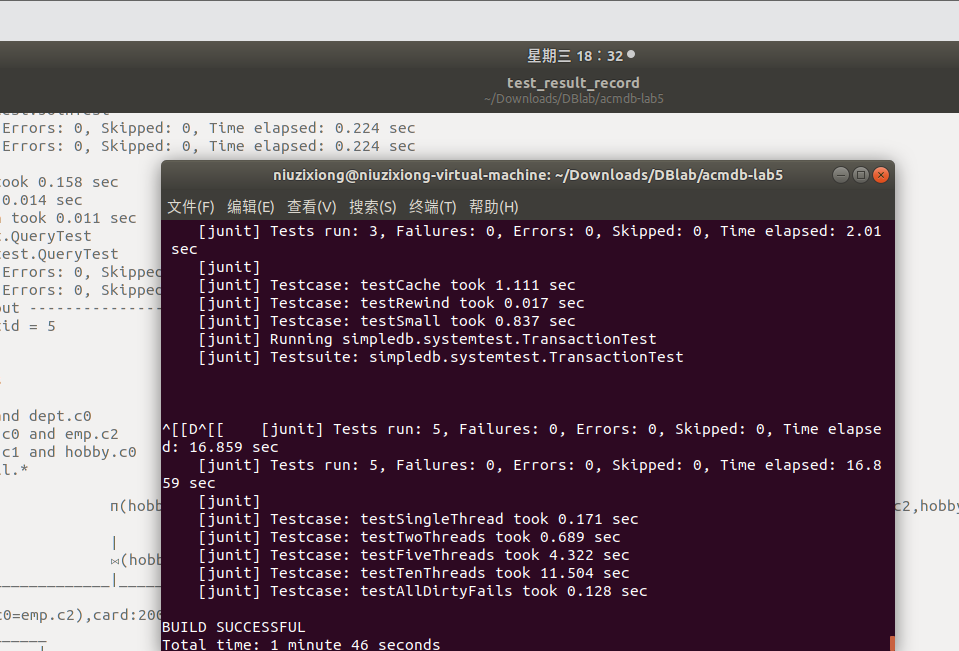 星期三 18：32
test_result_record
~/Downloads/DBlab/acmdb-lab5
Errors: 0, Skipped: 0, Time elapsed: 0.224 sec
Errors: 0, Skipped: 0, Time elapsed: 0.224 sec
took 0.158 sec
0.014 sec
took 0.011 sec
.QueryTest
test.QueryTest
Errors: 0, Skipped
Errors: 0, Skipped
out ---------------
tid = 5
and dept.c0
c0 and emp.c2
c1 and hobby.c0
l.*
π(hobb
c2,hobby
|
⋈(hobb
____________|_____
c0=emp.c2),card:200
niuzixiong@niuzixiong-virtual-machine: ~/Downloads/DBlab/acmdb-lab5
文件(F) 编辑(E) 查看(V) 搜索(S) 终端(T) 帮助(H)
[junit] Tests run: 3, Failures: 0, Errors: 0, Skipped: 0, Time elapsed: 2.01
sec
[junit]
[junit] Testcase: testCache took 1.111 sec
[junit] Testcase: testRewind took 0.017 sec
[junit] Testcase: testSmall took 0.837 sec
[junit] Running simpledb.systemtest.TransactionTest
[junit] Testsuite: simpledb.systemtest.TransactionTest
^[[D^[[    [junit] Tests run: 5, Failures: 0, Errors: 0, Skipped: 0, Time elapse
d: 16.859 sec
[junit] Tests run: 5, Failures: 0, Errors: 0, Skipped: 0, Time elapsed: 16.8
59 sec
[junit]
[junit] Testcase: testSingleThread took 0.171 sec
[junit] Testcase: testTwoThreads took 0.689 sec
[junit] Testcase: testFiveThreads took 4.322 sec
[junit] Testcase: testTenThreads took 11.504 sec
[junit] Testcase: testAllDirtyFails took 0.128 sec
BUILD SUCCESSFUL
Total time: 1 minute 46 seconds